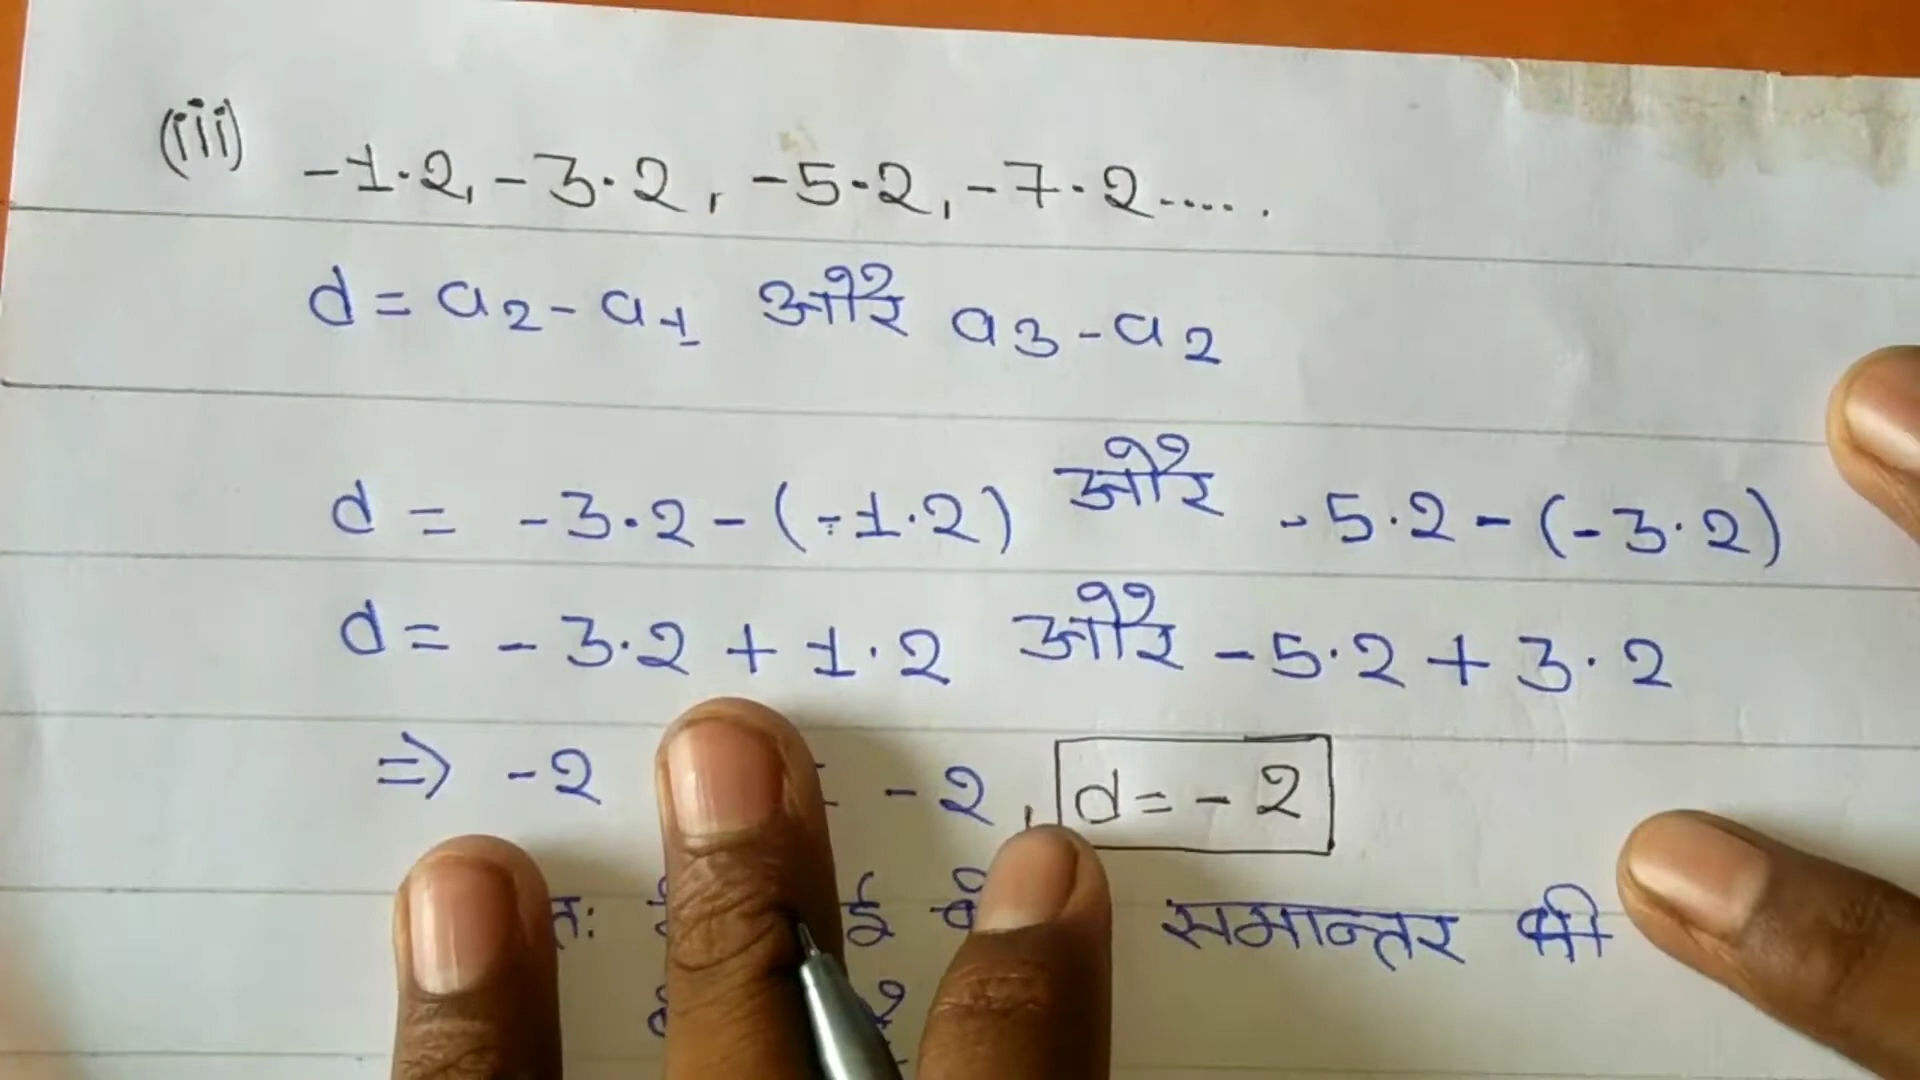 (iii) -1·2, -3·2, -5·2, -7·2.....
d = a2 - a1 और a3 - a2
d = -3·2 - (-1·2) और -5·2 - (-3·2)
d = -3·2 + 1·2 और -5·2 + 3·2
⇒ -2 = -2, d = -2
समान्तर